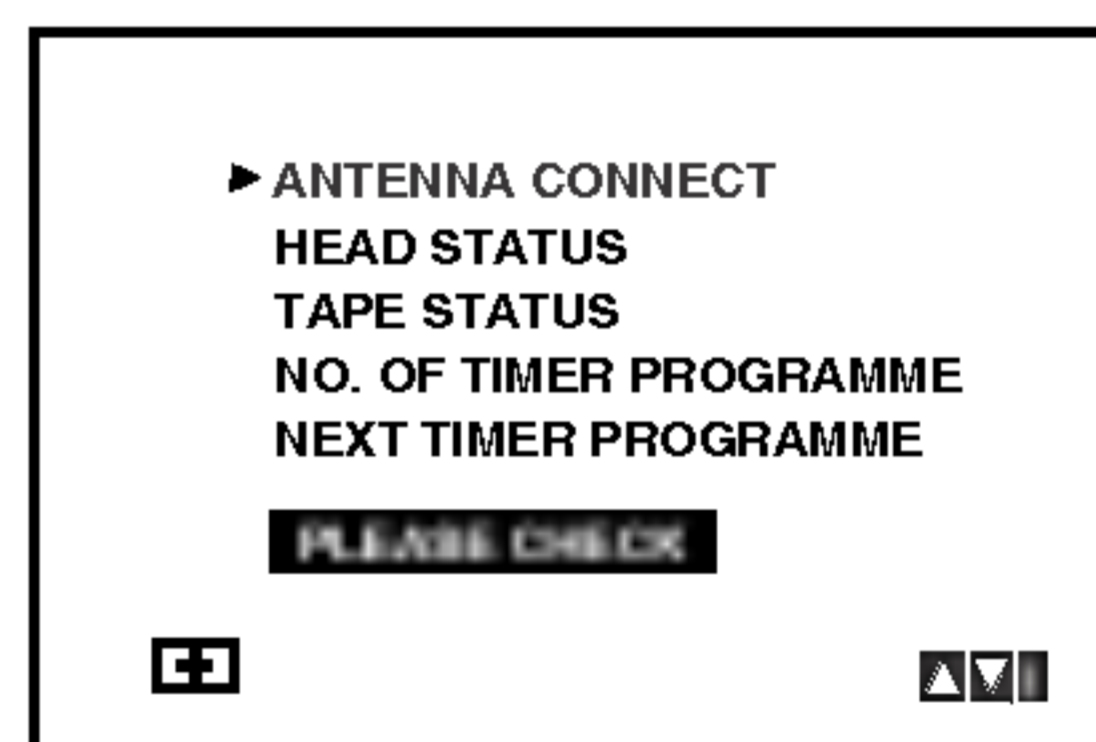 ANTENNA CONNECT
HEAD STATUS
TAPE STATUS
NO. OF TIMER PROGRAMME
NEXT TIMER PROGRAMME
PLEASE CHECK